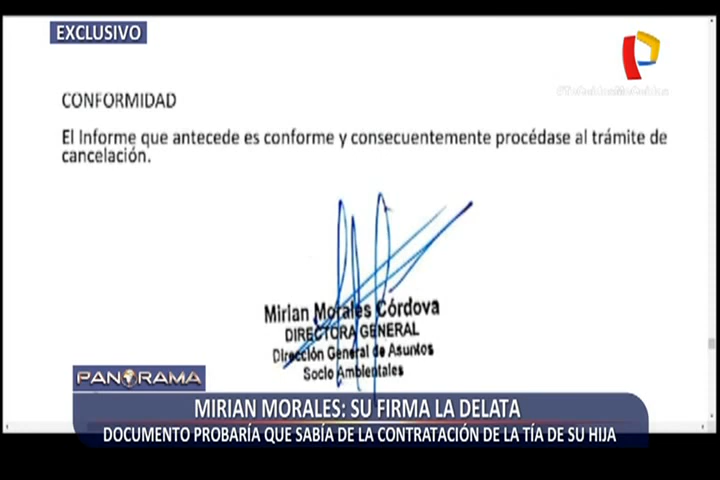 EXCLUSIVO
CONFORMIDAD
El Informe que antecede es conforme y consecuentemente procédase al trámite de
cancelación.
Mirian Morales Córdova
DIRECTORA GENERAL
Dirección General de Asuntos
Socio Ambientales
PANORAMA
MIRIAN MORALES: SU FIRMA LA DELATA
DOCUMENTO PROBARÍA QUE SABÍA DE LA CONTRATACIÓN DE LA TÍA DE SU HIJA